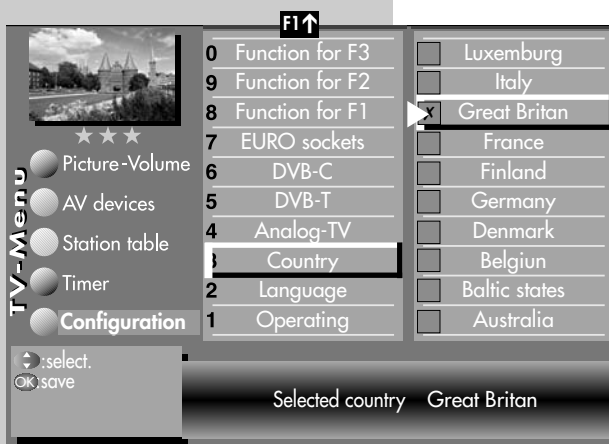 F1↑
TV-Menu
Picture-Volume
AV devices
Station table
Timer
Configuration
0 Function for F3
9 Function for F2
8 Function for F1
7 EURO sockets
6 DVB-C
5 DVB-T
4 Analog-TV
3 Country
2 Language
1 Operating
Luxemburg
Italy
x Great Britan
France
Finland
Germany
Denmark
Belgiun
Baltic states
Australia
:select.
OK:save
Selected country Great Britan